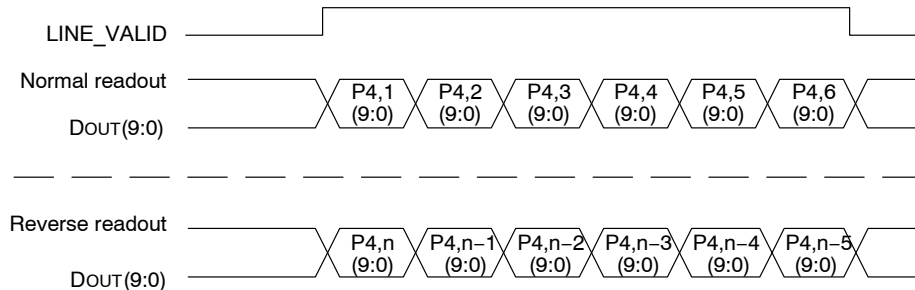 LINE_VALID
Normal readout
P4,1 P4,2 P4,3 P4,4 P4,5 P4,6
(9:0) (9:0) (9:0) (9:0) (9:0) (9:0)
DOUT(9:0)
Reverse readout
P4,n P4,n−1 P4,n−2 P4,n−3 P4,n−4 P4,n−5
(9:0) (9:0) (9:0) (9:0) (9:0) (9:0)
DOUT(9:0)